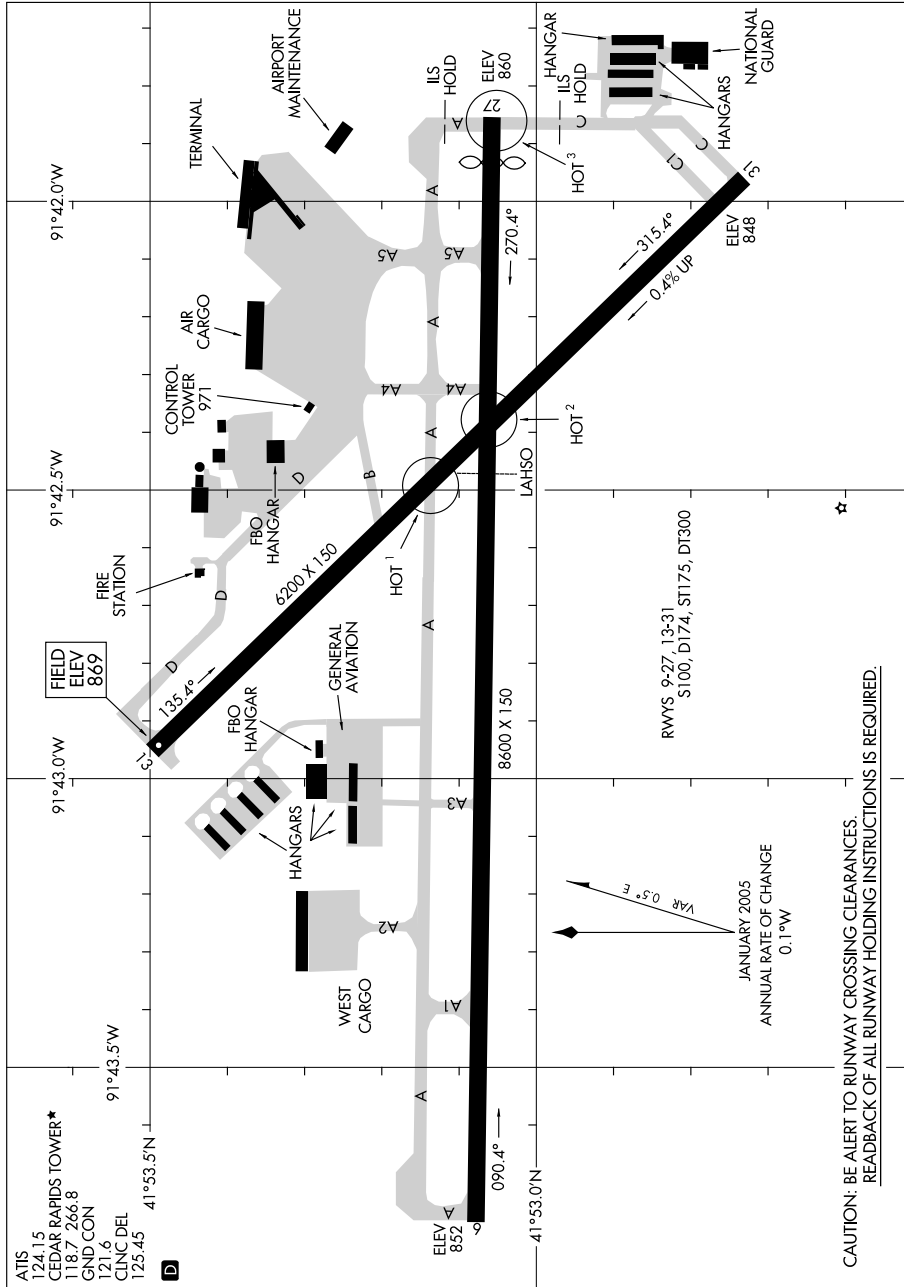 ATIS
124.15
CEDAR RAPIDS TOWER★
118.7 266.8
GND CON
121.6
CLNC DEL
125.45
D
91°43.5'W
91°43.0'W
91°42.5'W
91°42.0'W
41°53.5'N
41°53.0'N
FIELD
ELEV
869
FIRE
STATION
CONTROL
TOWER
971
AIR
CARGO
TERMINAL
AIRPORT
MAINTENANCE
HANGAR
NATIONAL
GUARD
HANGARS
FBO
HANGAR
FBO
HANGAR
GENERAL
AVIATION
HANGARS
WEST
CARGO
13
135.4°
6200 X 150
D
D
D
B
A
A
A
A
A
A
A
A1
A2
A3
A4
A4
A5
A5
ILS
HOLD
ILS
HOLD
ELEV
860
27
270.4°
HOT 1
HOT 2
HOT 3
LAHSO
C
C
C1
31
ELEV
848
315.4°
0.4% UP
8600 X 150
9
ELEV
852
090.4°
VAR 0.5° E
JANUARY 2005
ANNUAL RATE OF CHANGE
0.1°W
RWYS 9-27, 13-31
S100, D174, ST175, DT300
CAUTION: BE ALERT TO RUNWAY CROSSING CLEARANCES.
READBACK OF ALL RUNWAY HOLDING INSTRUCTIONS IS REQUIRED.